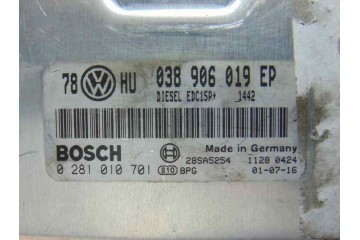 78 HU 038 906 019 EP
DIESEL EDC15P+ 1442
BOSCH
Made in Germany
28SA5254 1128 0424
0 281 010 701 810 BPG 01-07-16